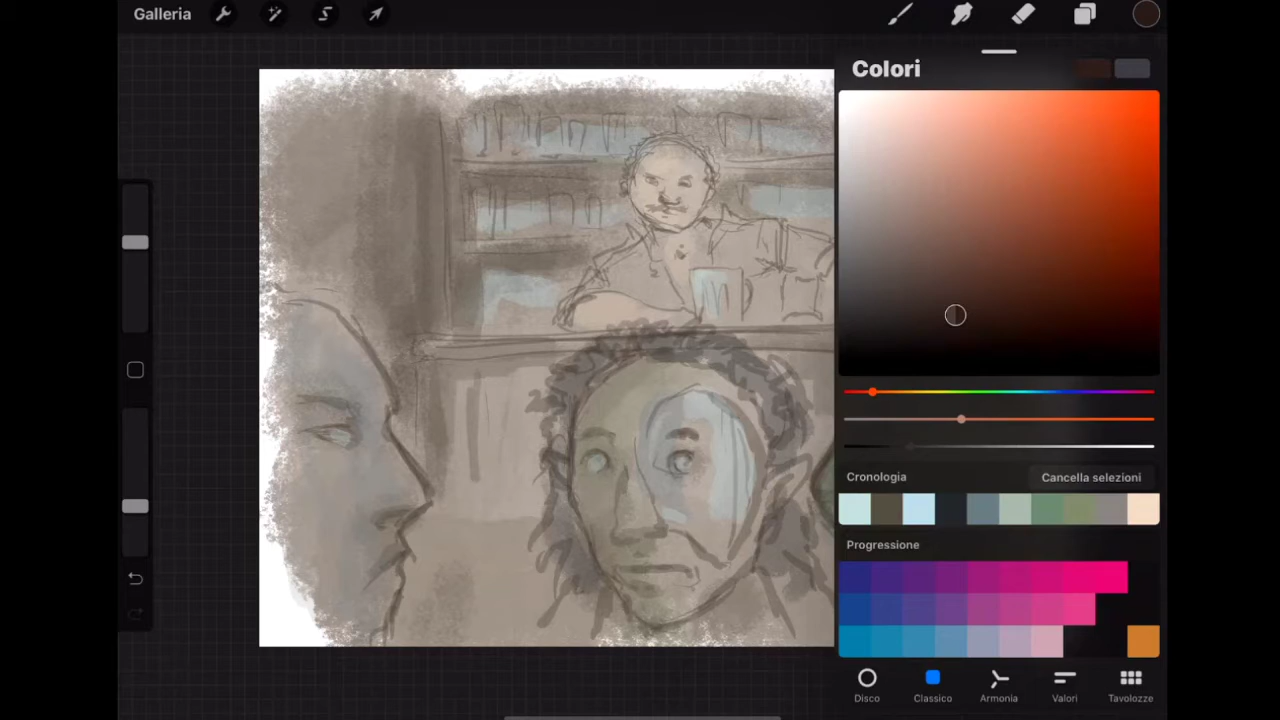 Galleria
Colori
Cronologia
Cancella selezioni
Progressione
Disco
Classico
Armonia
Valori
Tavolozze